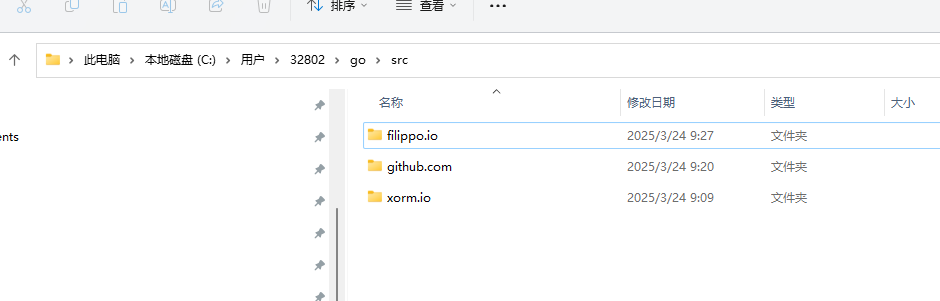 排序 查看
此电脑 本地磁盘 (C:) 用户 32802 go src
名称 修改日期 类型 大小
ents
filippo.io 2025/3/24 9:27 文件夹
github.com 2025/3/24 9:20 文件夹
xorm.io 2025/3/24 9:09 文件夹